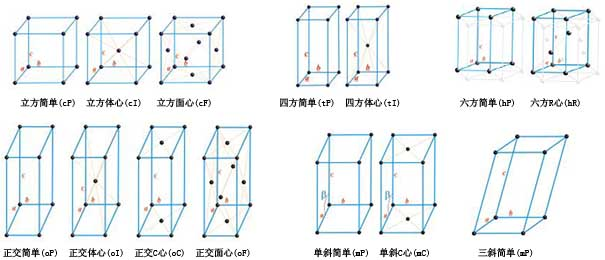 立方简单(cP) 立方体心(cI) 立方面心(cF) 四方简单(tP) 四方体心(tI) 六方简单(hP) 六方R心(hR)
正交简单(oP) 正交体心(oI) 正交C心(oC) 正交面心(oF) 单斜简单(mP) 单斜C心(mC) 三斜简单(mP)